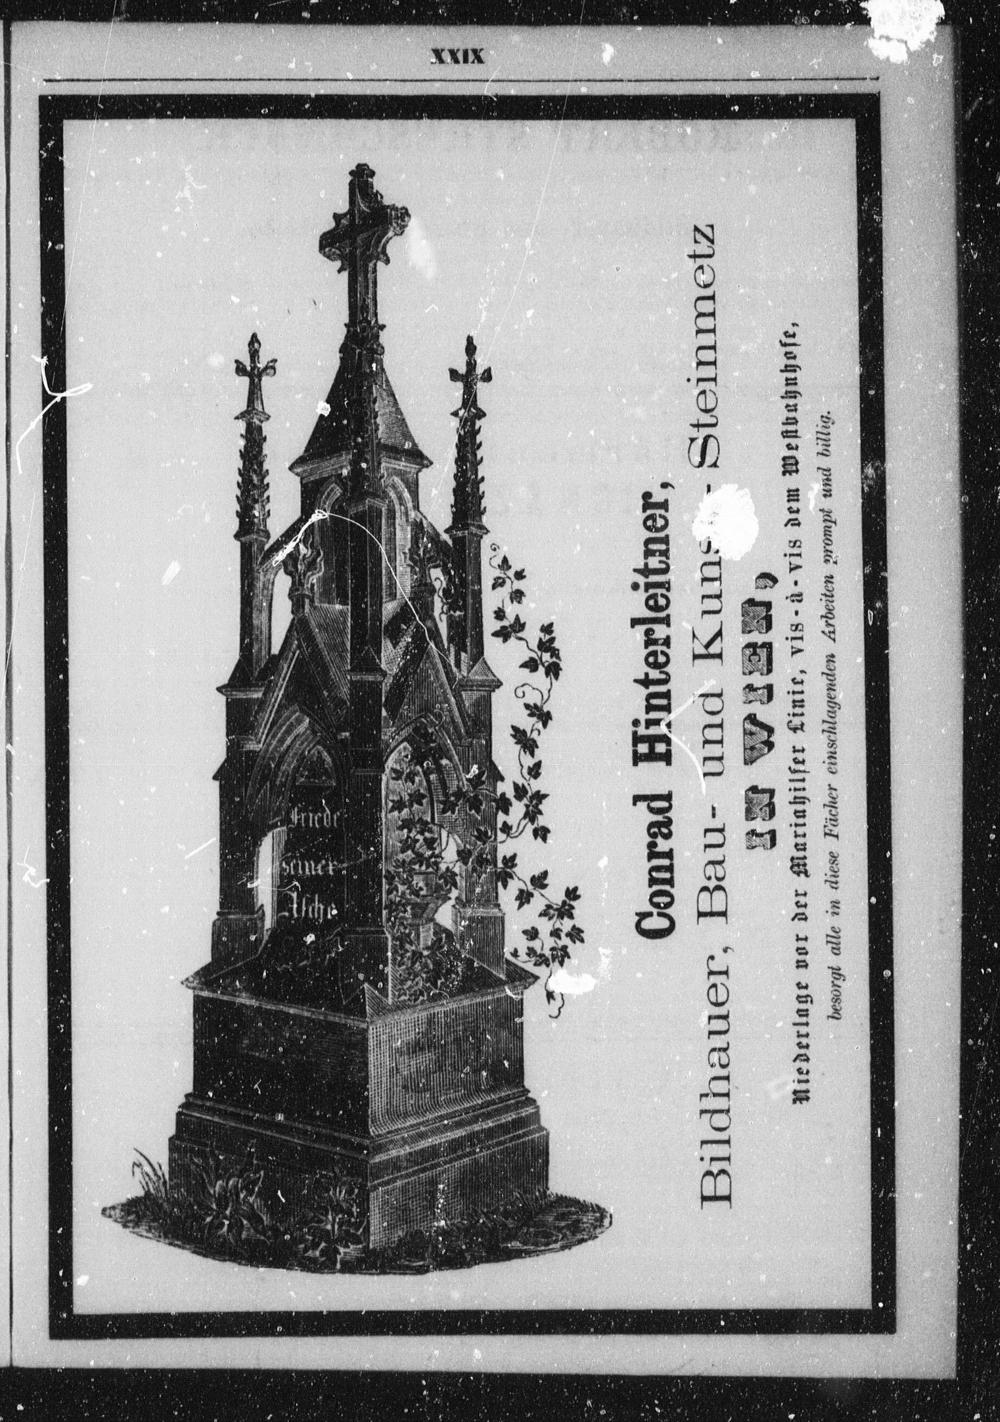 XXIX
Friede
seiner
Asche
Conrad Hinterleitner,
Bildhauer, Bau- und Kunst-Steinmetz
IN WIEN,
Niederlage vor der Mariahilfer Linie, vis-à-vis dem Westbahnhofe,
besorgt alle in diese Fächer einschlagenden Arbeiten prompt und billig.